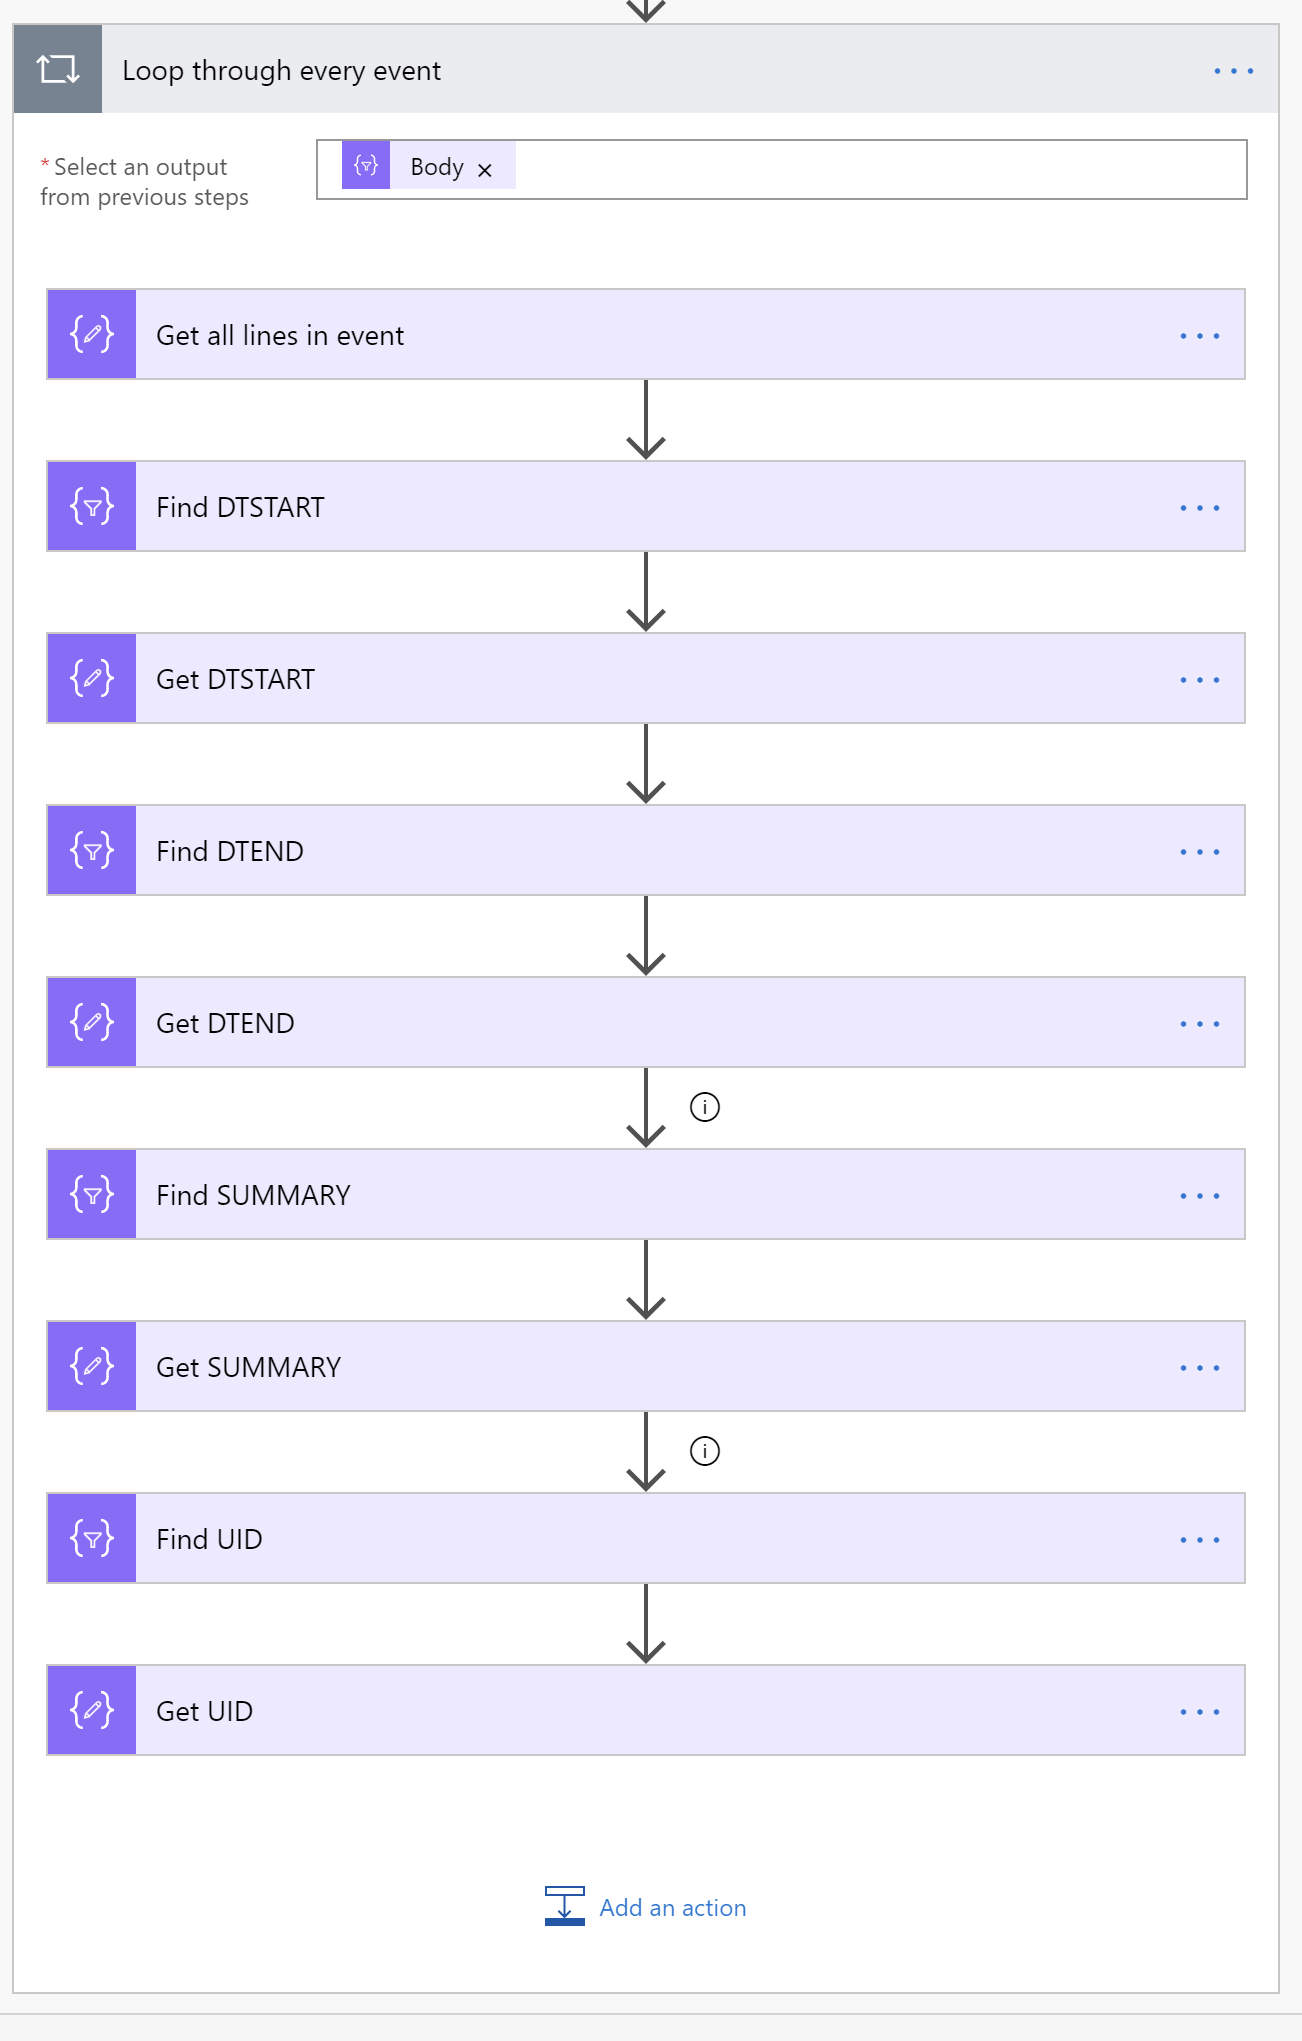 Loop through every event
* Select an output
from previous steps
Body ×
Get all lines in event
Find DTSTART
Get DTSTART
Find DTEND
Get DTEND
i
Find SUMMARY
Get SUMMARY
i
Find UID
Get UID
Add an action